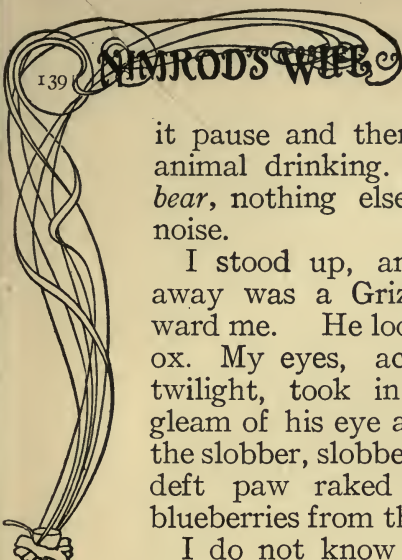 139 NIMROD'S WIFE
it pause and ther
animal drinking.
bear, nothing else
noise.
I stood up, an
away was a Griz
ward me. He loo
ox. My eyes, ac
twilight, took in
gleam of his eye a
the slobber, slobbe
deft paw raked
blueberries from th
I do not know